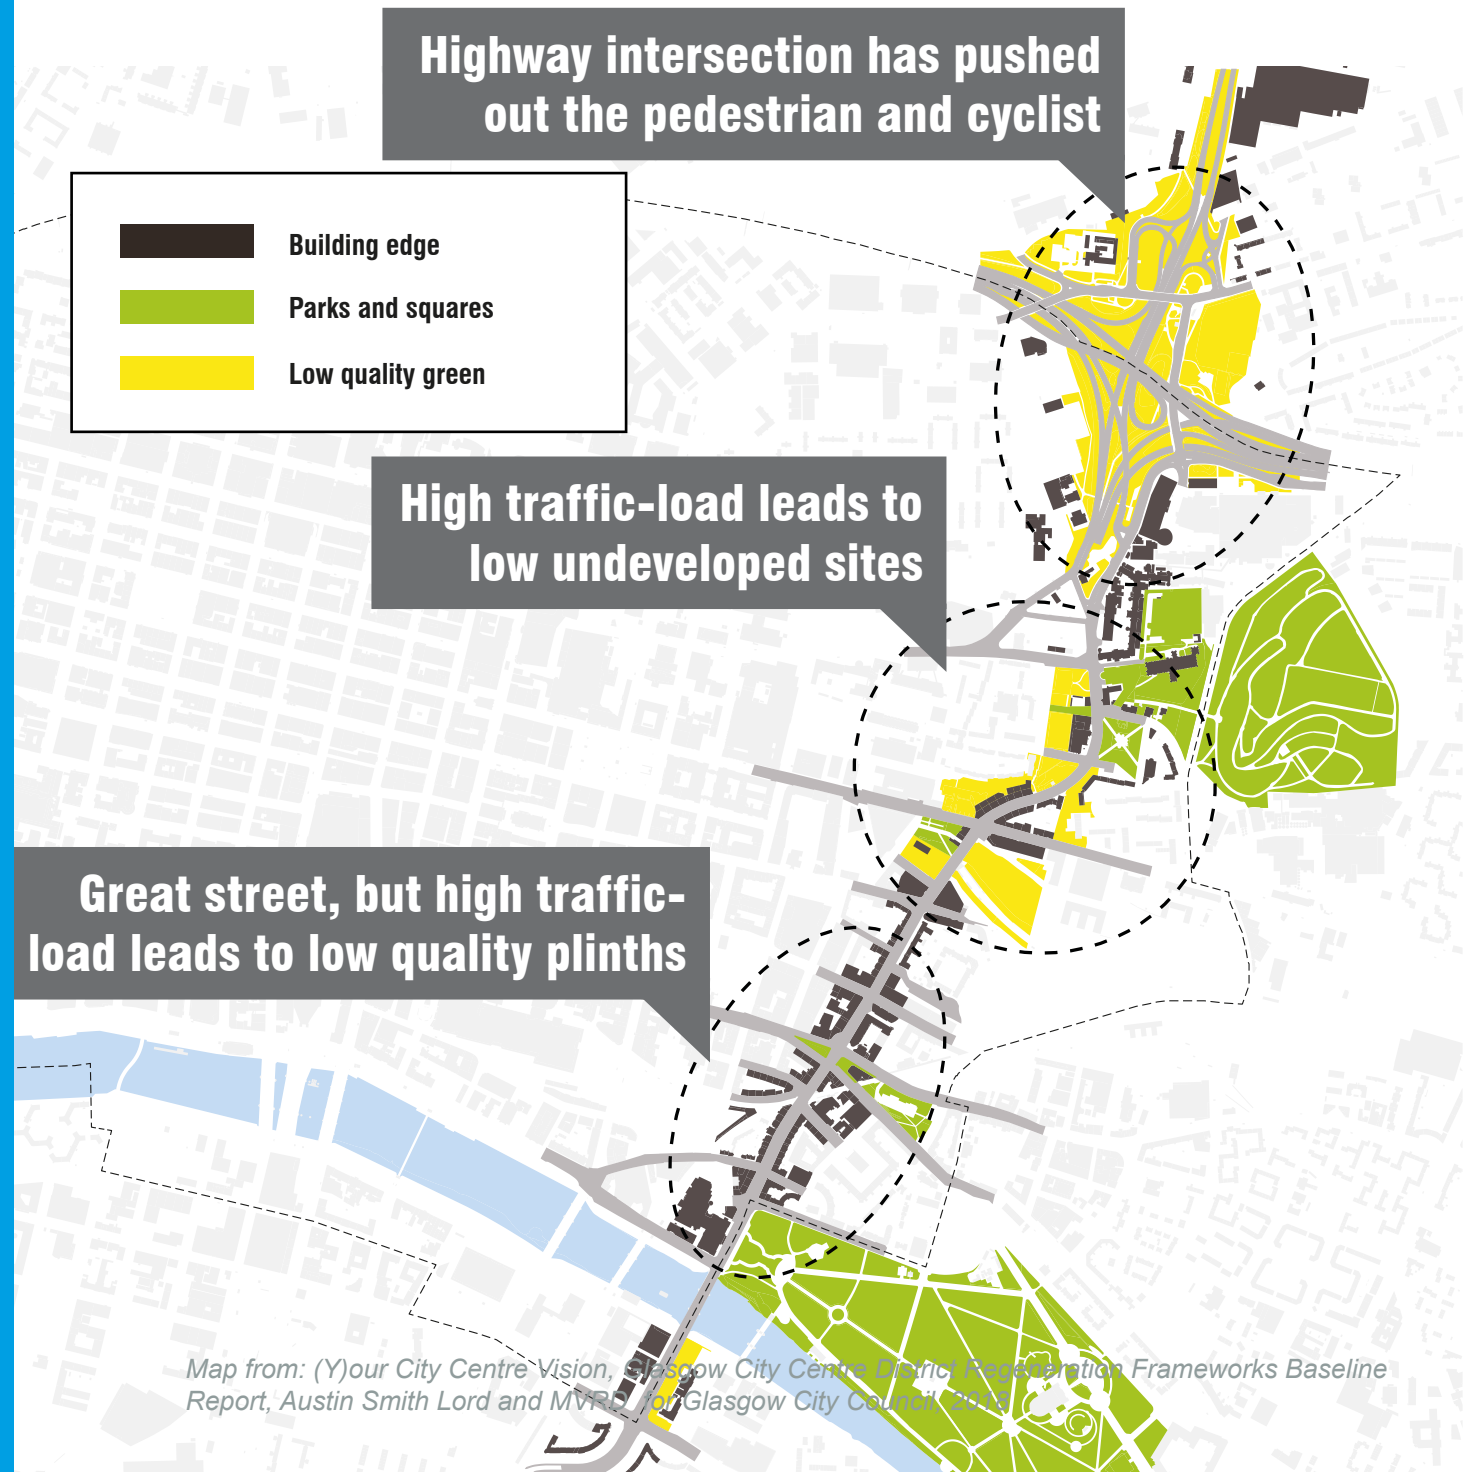 Highway intersection has pushed
out the pedestrian and cyclist
Building edge
Parks and squares
Low quality green
High traffic-load leads to
low undeveloped sites
Great street, but high traffic-
load leads to low quality plinths
Map from: (Y)our City Centre Vision, Glasgow City Centre District Regeneration Frameworks Baseline
Report, Austin Smith Lord and MVRD, for Glasgow City Council, 2018